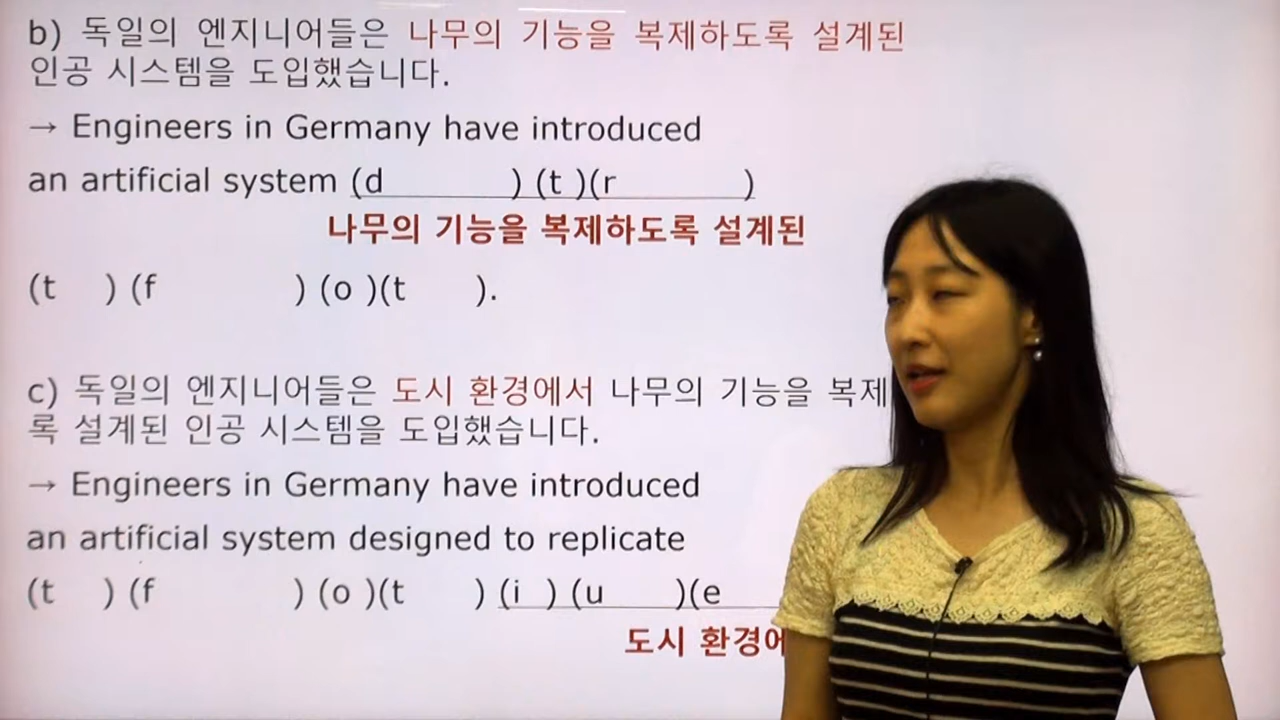 b) 독일의 엔지니어들은 나무의 기능을 복제하도록 설계된
인공 시스템을 도입했습니다.
→ Engineers in Germany have introduced
an artificial system (d ) (t )(r )
나무의 기능을 복제하도록 설계된
(t ) (f ) (o )(t ).
c) 독일의 엔지니어들은 도시 환경에서 나무의 기능을 복제
록 설계된 인공 시스템을 도입했습니다.
→ Engineers in Germany have introduced
an artificial system designed to replicate
(t ) (f ) (o )(t ) (i ) (u )(e
도시 환경에